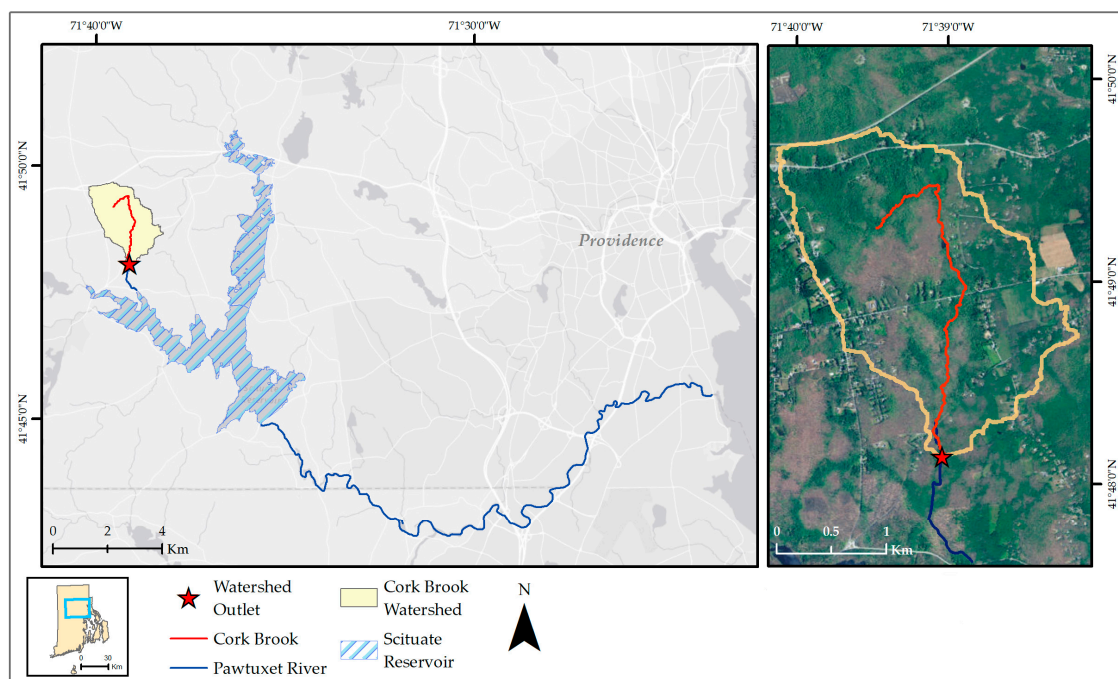 71°40'0"W
71°30'0"W
41°50'0"N
41°45'0"N
Providence
0 2 4
Km
71°40'0"W
71°39'0"W
41°50'0"N
41°49'0"N
41°48'0"N
0 0.5 1
Km
0 30
Km
Watershed
Outlet
Cork Brook
Pawtuxet River
Cork Brook
Watershed
Scituate
Reservoir
N